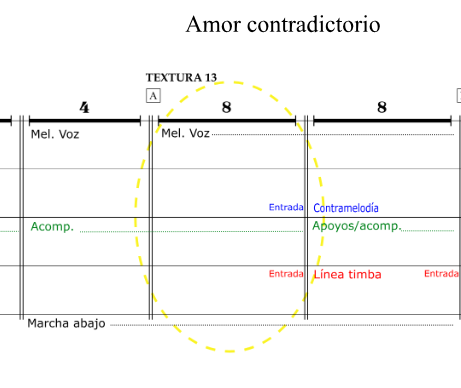 Amor contradictorio
TEXTURA 13
A
4 8 8
Mel. Voz Mel. Voz
Entrada Contramelodía
Acomp. Apoyos/acomp.
Entrada Línea timba Entrada
Marcha abajo